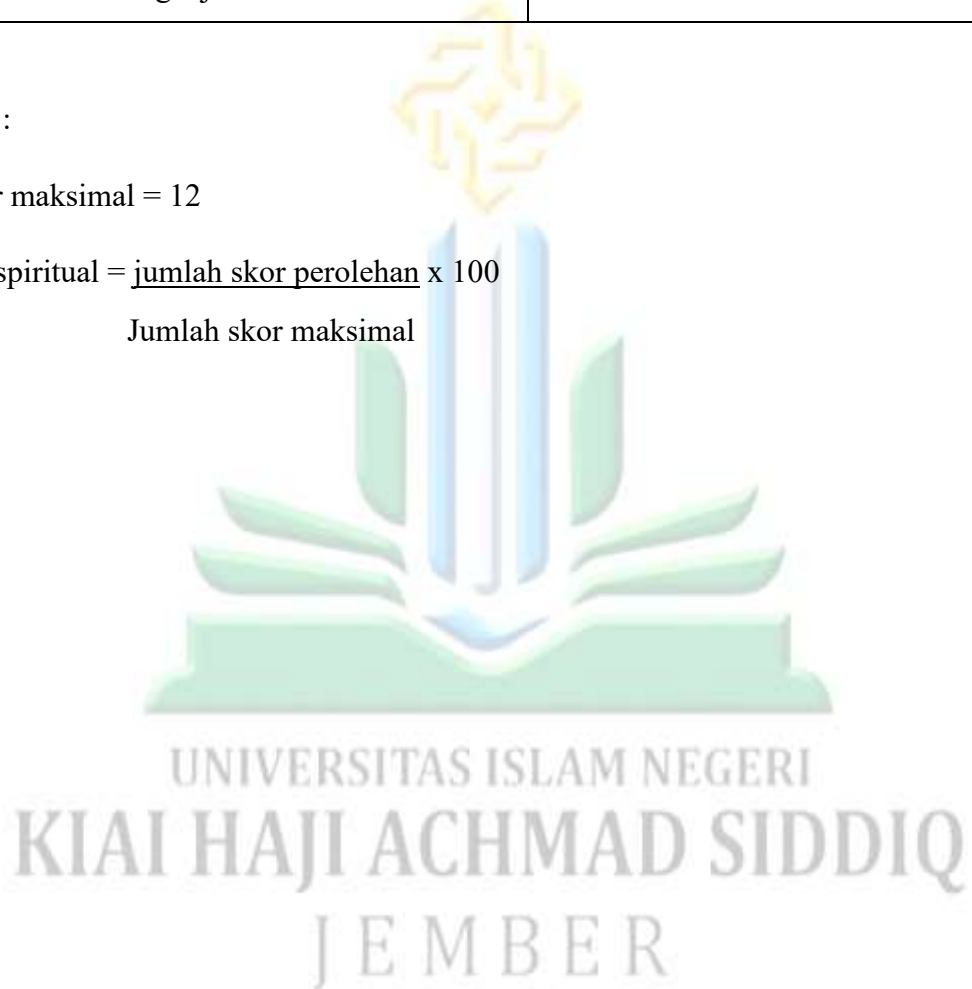 :
maksimal = 12
spiritual = jumlah skor perolehan x 100
Jumlah skor maksimal
UNIVERSITAS ISLAM NEGERI
KIAI HAJI ACHMAD SIDDIQ
JEMBER